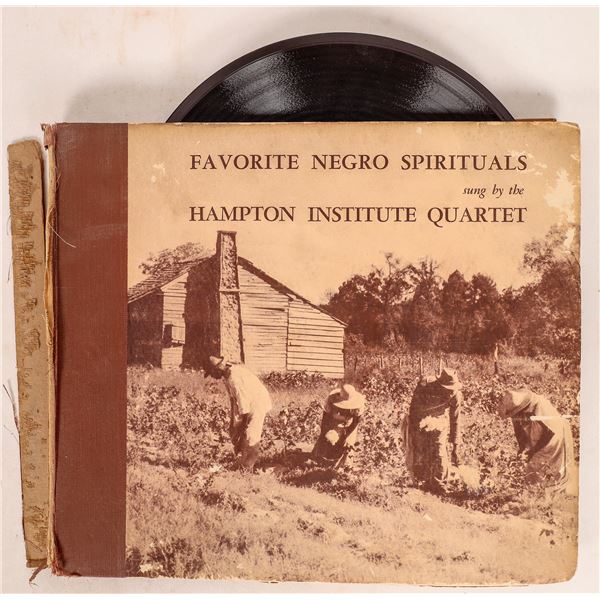 FAVORITE NEGRO SPIRITUALS
sung by the
HAMPTON INSTITUTE QUARTET